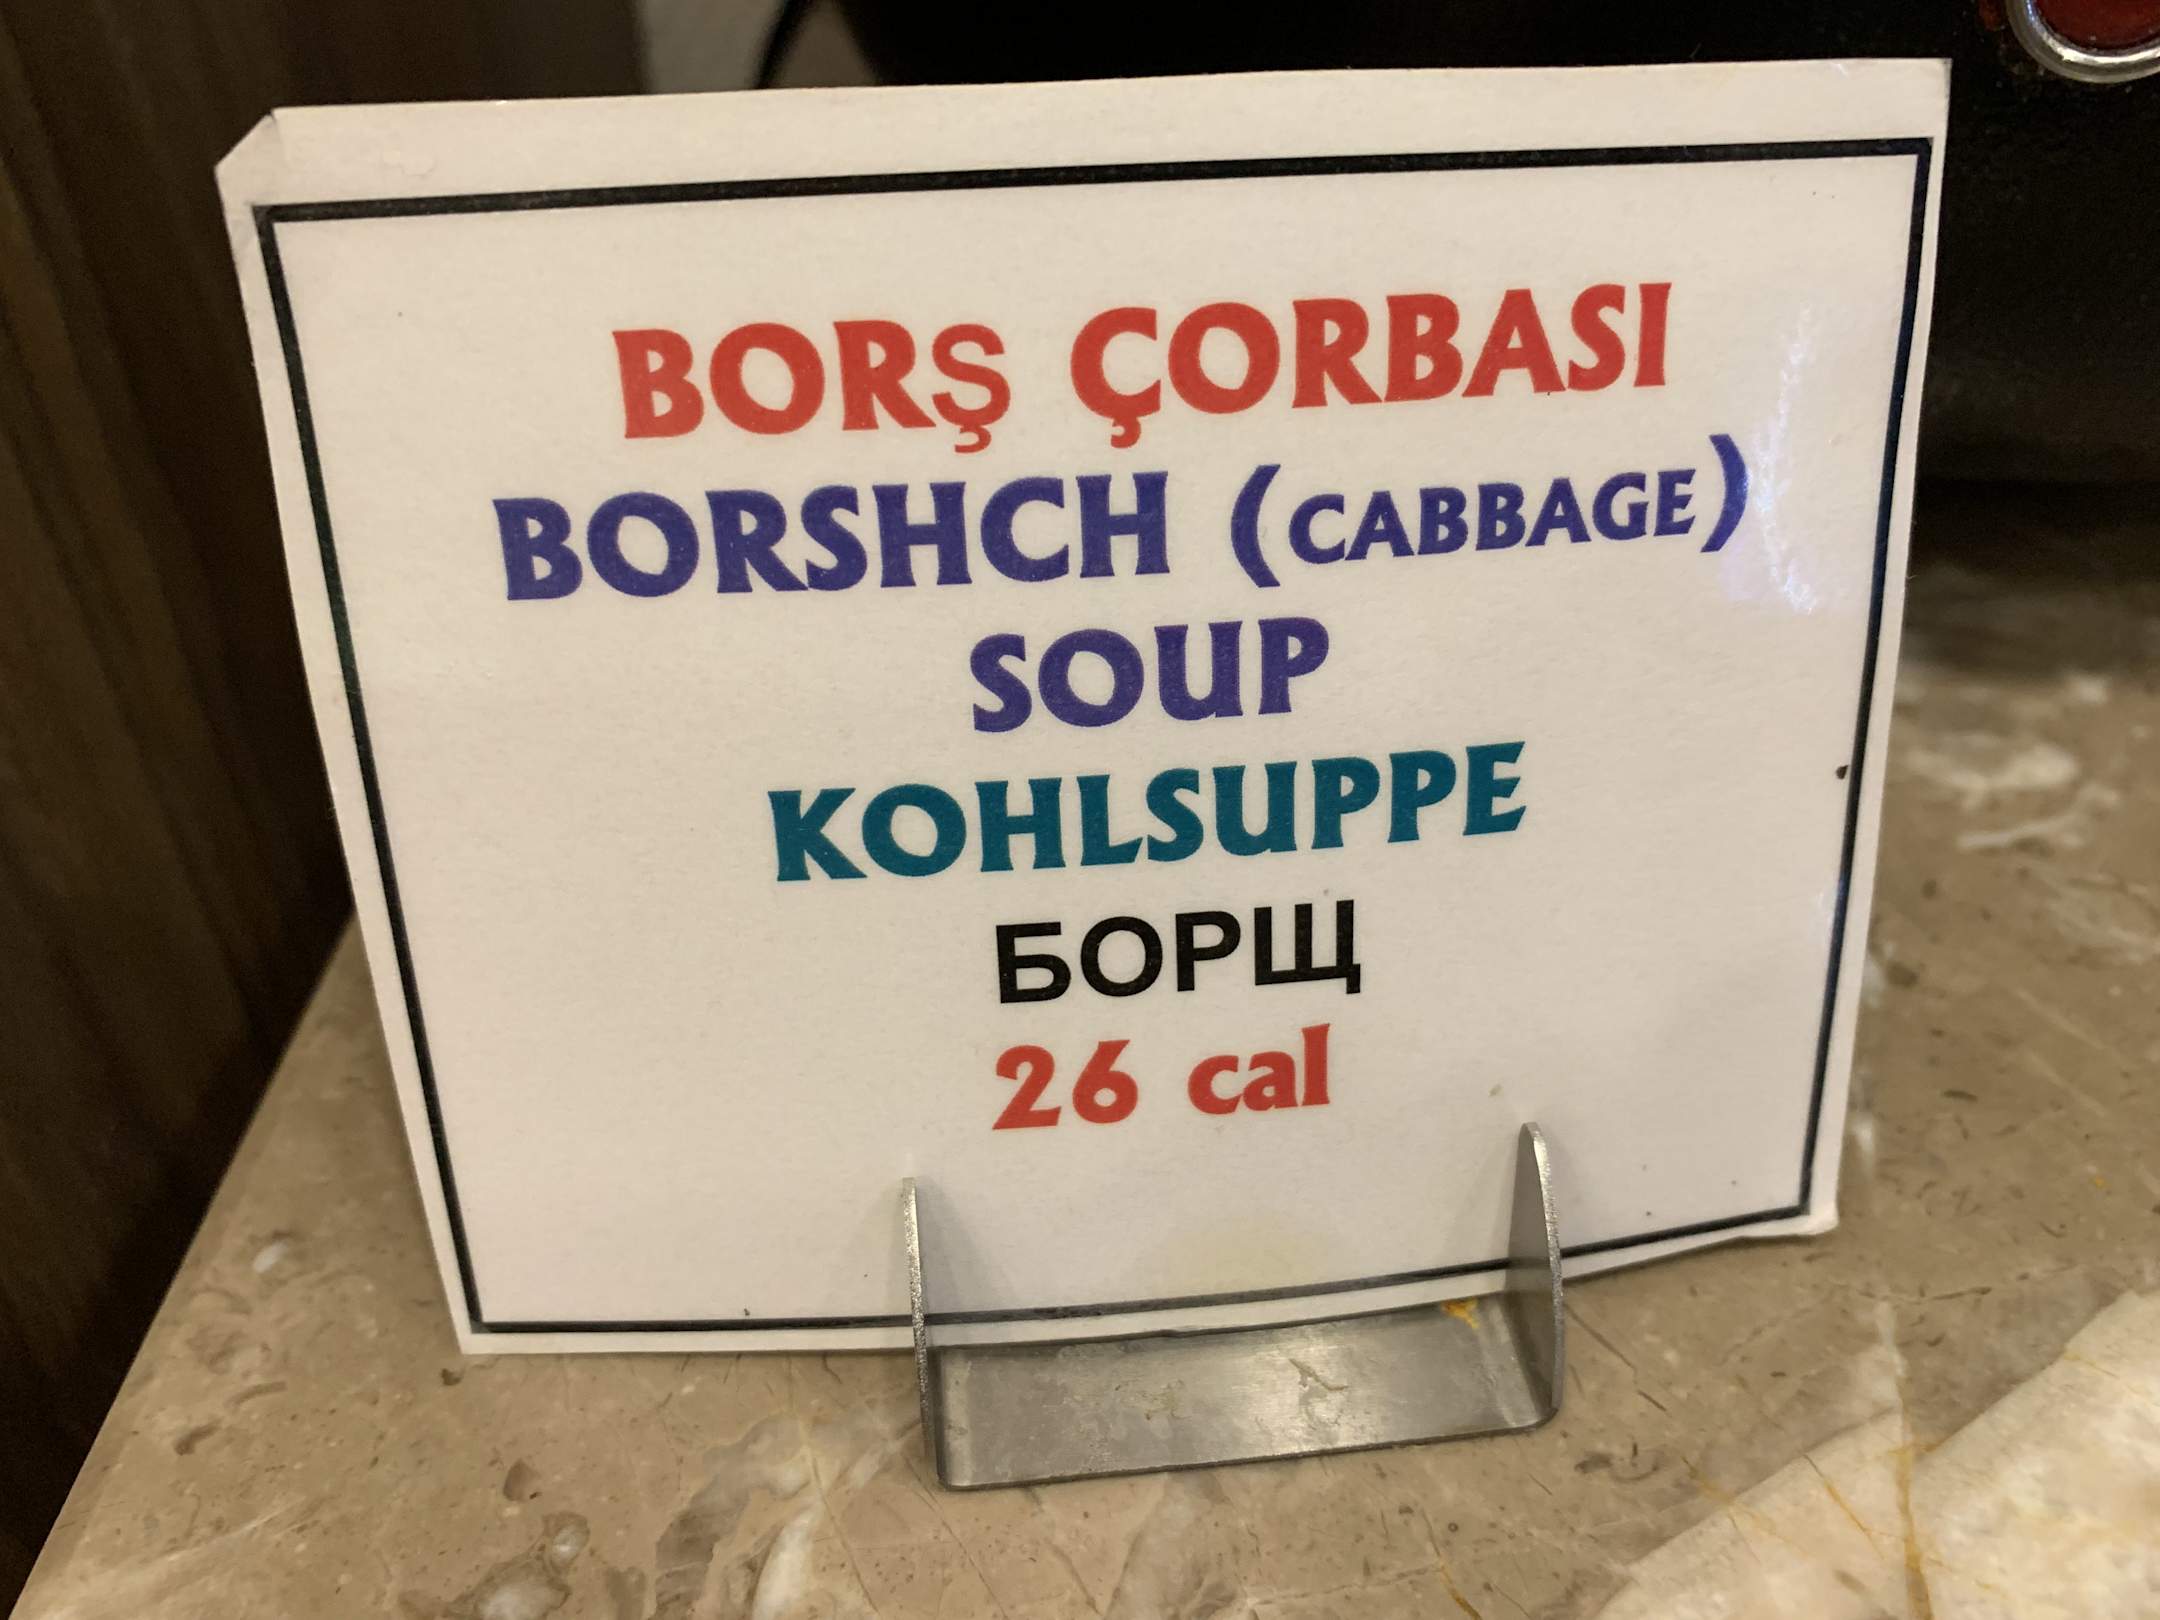 BORŞ ÇORBASI
BORSHCH (CABBAGE)
SOUP
KOHLSUPPE
БОРЩ
26 cal